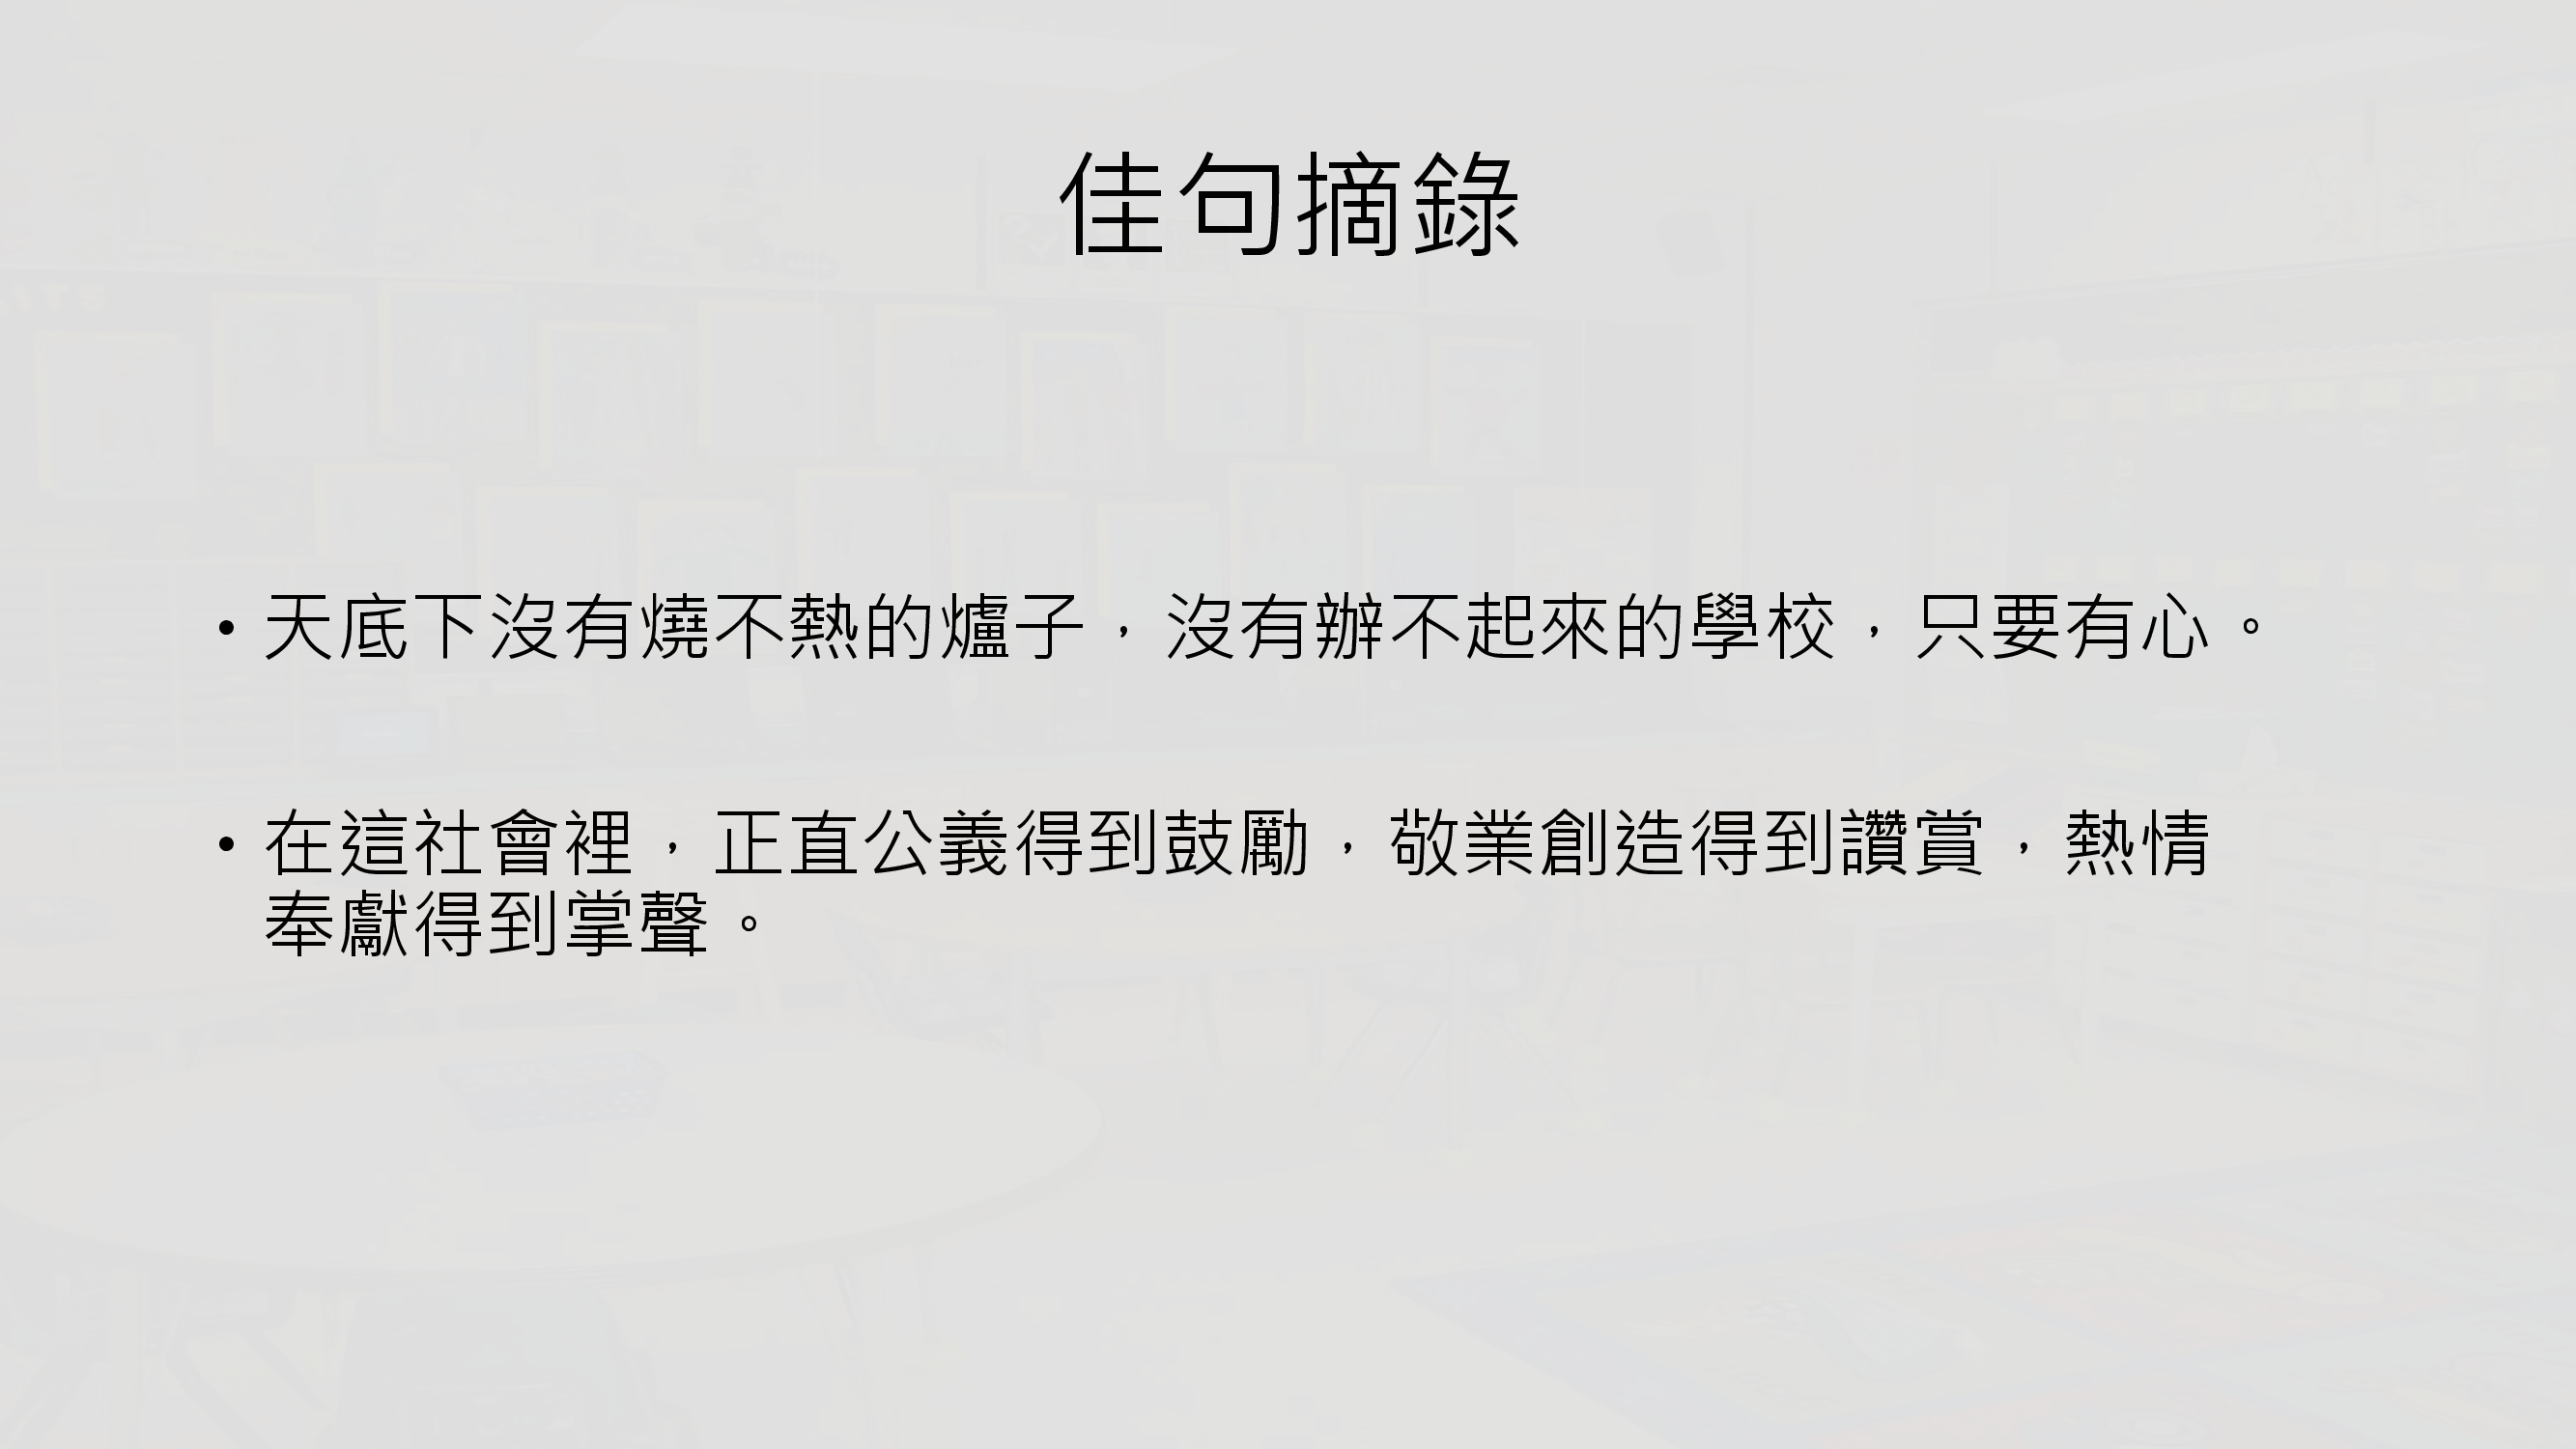 佳句摘錄
• 天底下沒有燒不熱的爐子，沒有辦不起來的學校，只要有心。
• 在這社會裡，正直公義得到鼓勵，敬業創造得到讚賞，熱情
奉獻得到掌聲。